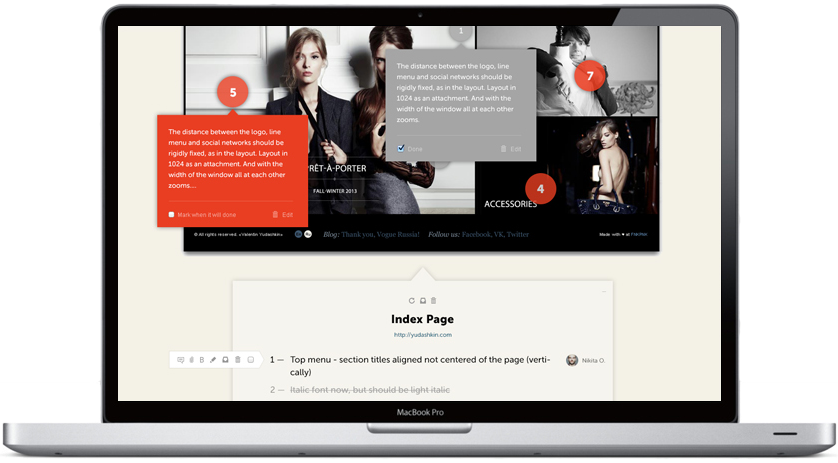 1
5
7
The distance between the logo, line
menu and social networks should be
rigidly fixed, as in the layout. Layout in
1024 as an attachment. And with the
width of the window all at each other
zooms.
Done
Edit
The distance between the logo, line
menu and social networks should be
rigidly fixed, as in the layout. Layout in
1024 as an attachment. And with the
width of the window all at each other
zooms....
Mark when it will done
Edit
PRÊT-À-PORTER
FALL-WINTER 2013
4
ACCESSORIES
© All rights reserved. «Valentin Yudashkin»
Blog: Thank you, Vogue Russia!
Follow us: Facebook, VK, Twitter
Made with ♥ at
Index Page
http://yudashkin.com
B
1 — Top menu - section titles aligned not centered of the page (verti-
cally)
Nikita O.
2 — Italic font now, but should be light italic
MacBook Pro